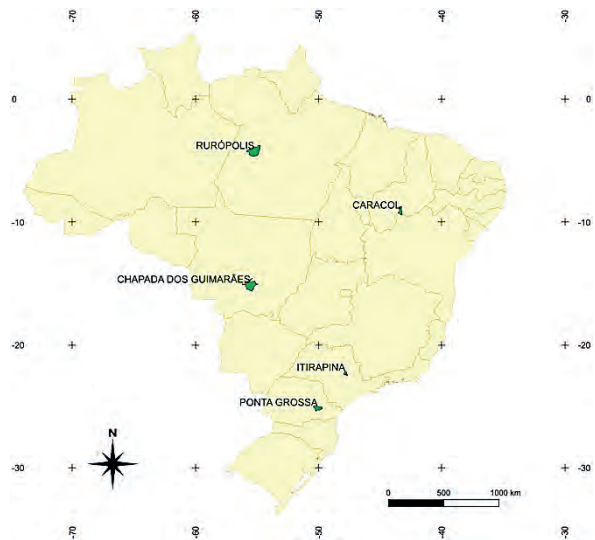 -70 -60 -50 -40 -30
0 0
RURÓPOLIS
CARACOL
-10 -10
CHAPADA DOS GUIMARÃES
-20 -20
ITIRAPINA
PONTA GROSSA
N
-30 -30
0 500 1000 km
-70 -60 -50 -40 -30